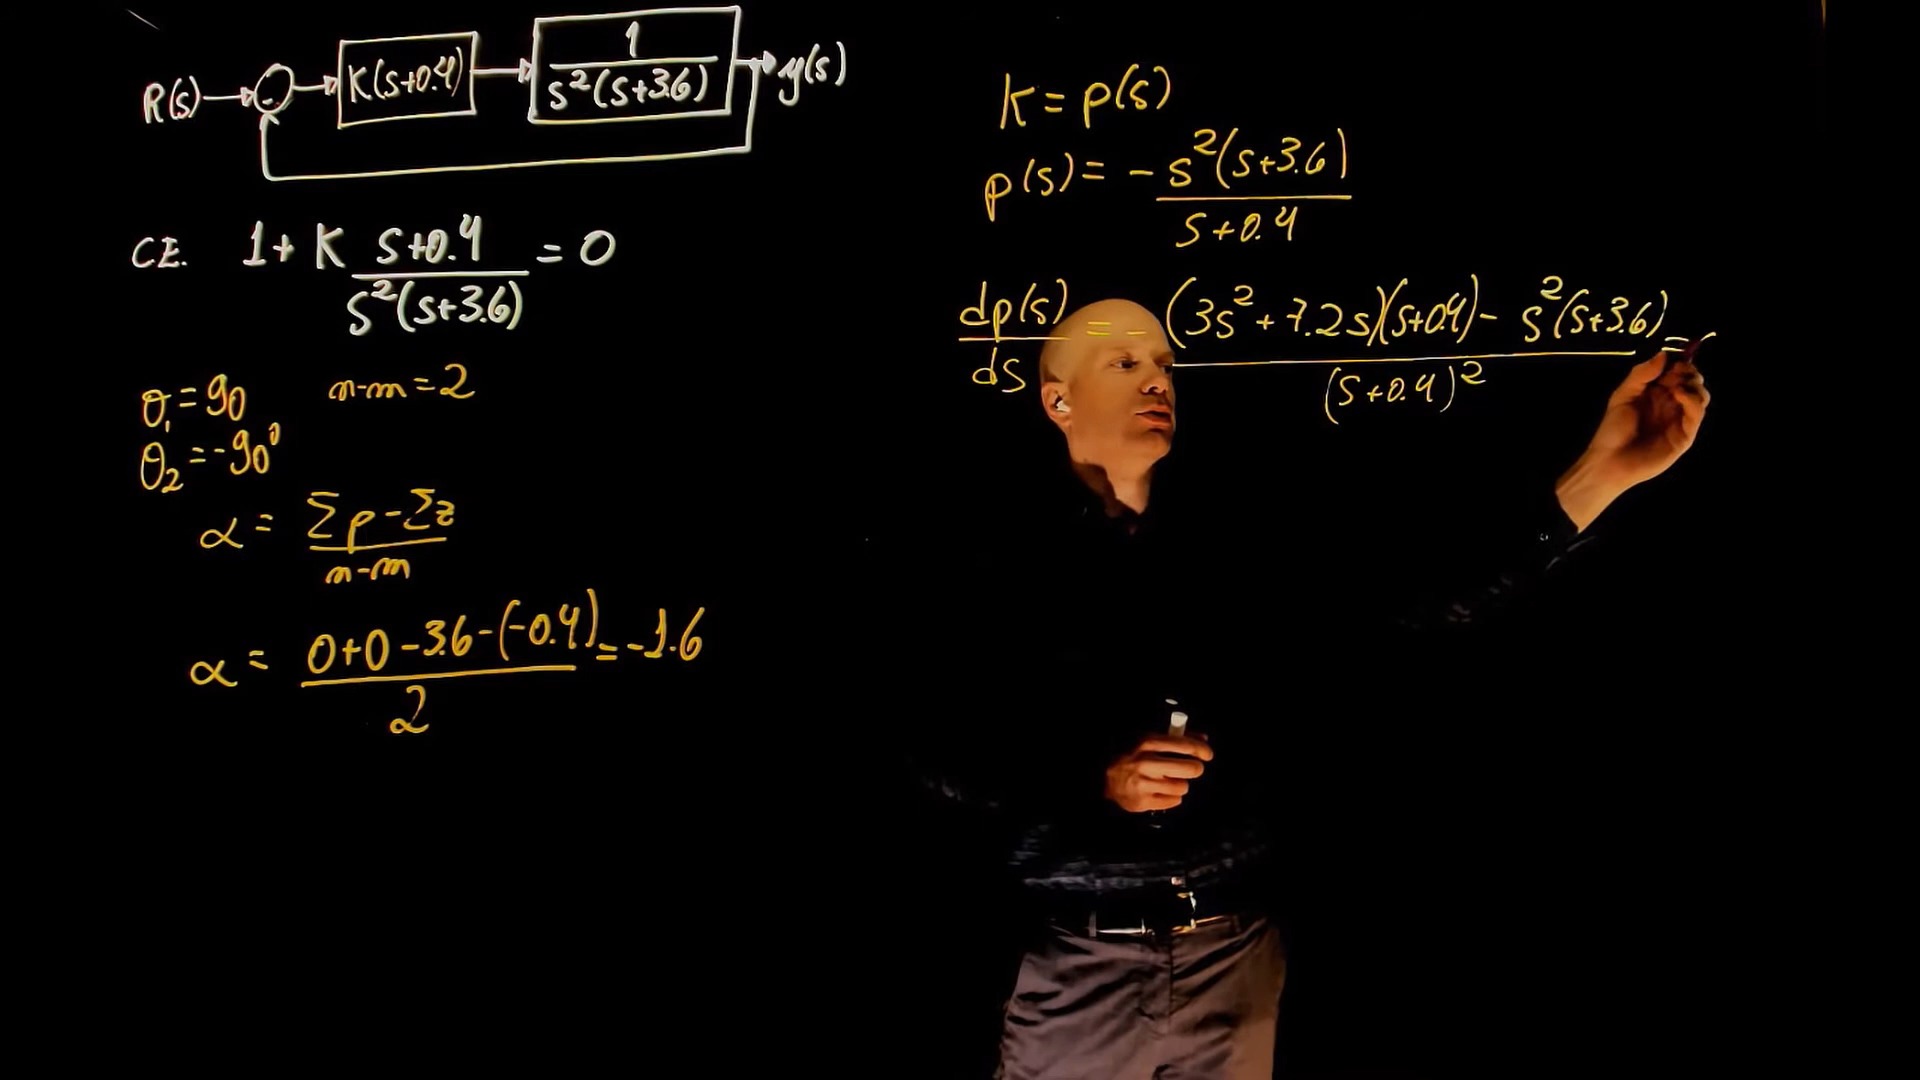 R(s) - K(s+0.4) 1/(s²(s+3.6)) y(s)
C.E. 1 + K (s+0.4)/(s²(s+3.6)) = 0
θ₁ = 90 n-m = 2
θ₂ = -90°
α = (Σp - Σz)/(n-m)
α = (0+0-3.6-(-0.4))/2 = -1.6
K = p(s)
p(s) = - s²(s+3.6)/(s+0.4)
dp(s)/ds = - ((3s²+7.2s)(s+0.4) - s²(s+3.6))/(s+0.4)² =